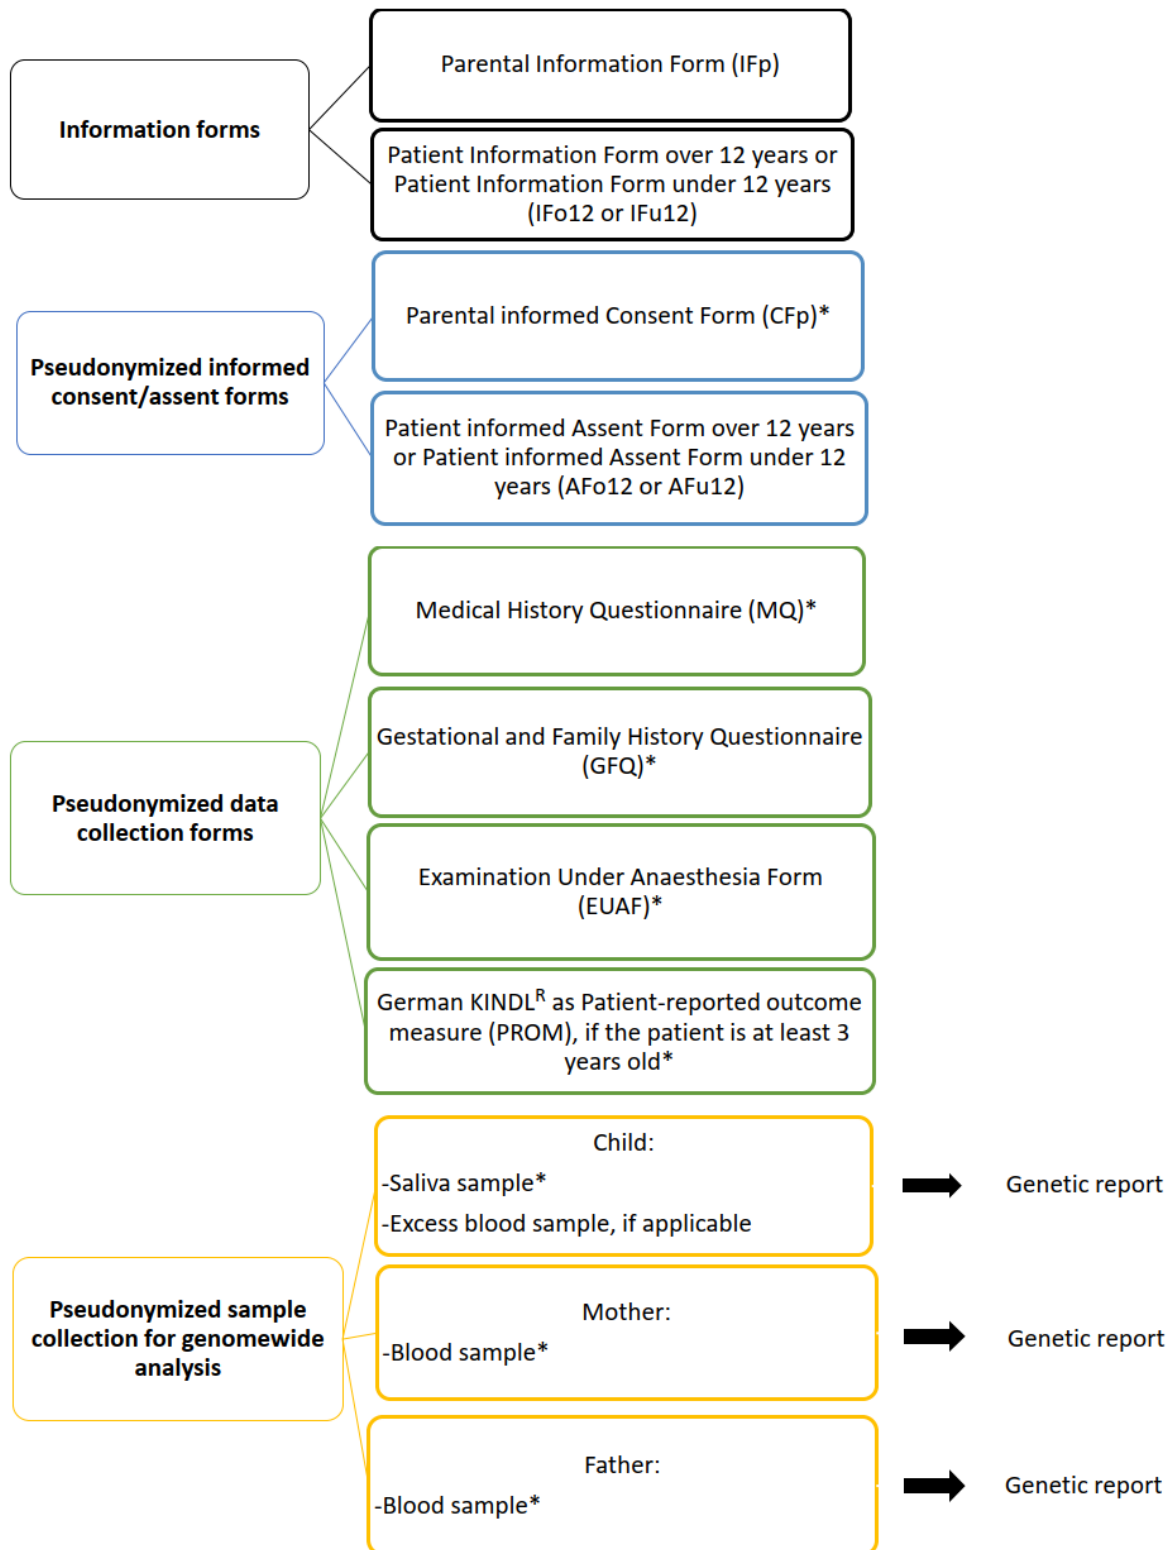 Information forms
Parental Information Form (IFp)
Patient Information Form over 12 years or
Patient Information Form under 12 years
(IFo12 or IFu12)
Pseudonymized informed
consent/assent forms
Parental informed Consent Form (CFp)*
Patient informed Assent Form over 12 years
or Patient informed Assent Form under 12
years (AFo12 or AFu12)
Pseudonymized data
collection forms
Medical History Questionnaire (MQ)*
Gestational and Family History Questionnaire
(GFQ)*
Examination Under Anaesthesia Form
(EUAF)*
German KINDLᴿ as Patient-reported outcome
measure (PROM), if the patient is at least 3
years old*
Pseudonymized sample
collection for genomewide
analysis
Child:
-Saliva sample*
-Excess blood sample, if applicable
Genetic report
Mother:
-Blood sample*
Genetic report
Father:
-Blood sample*
Genetic report